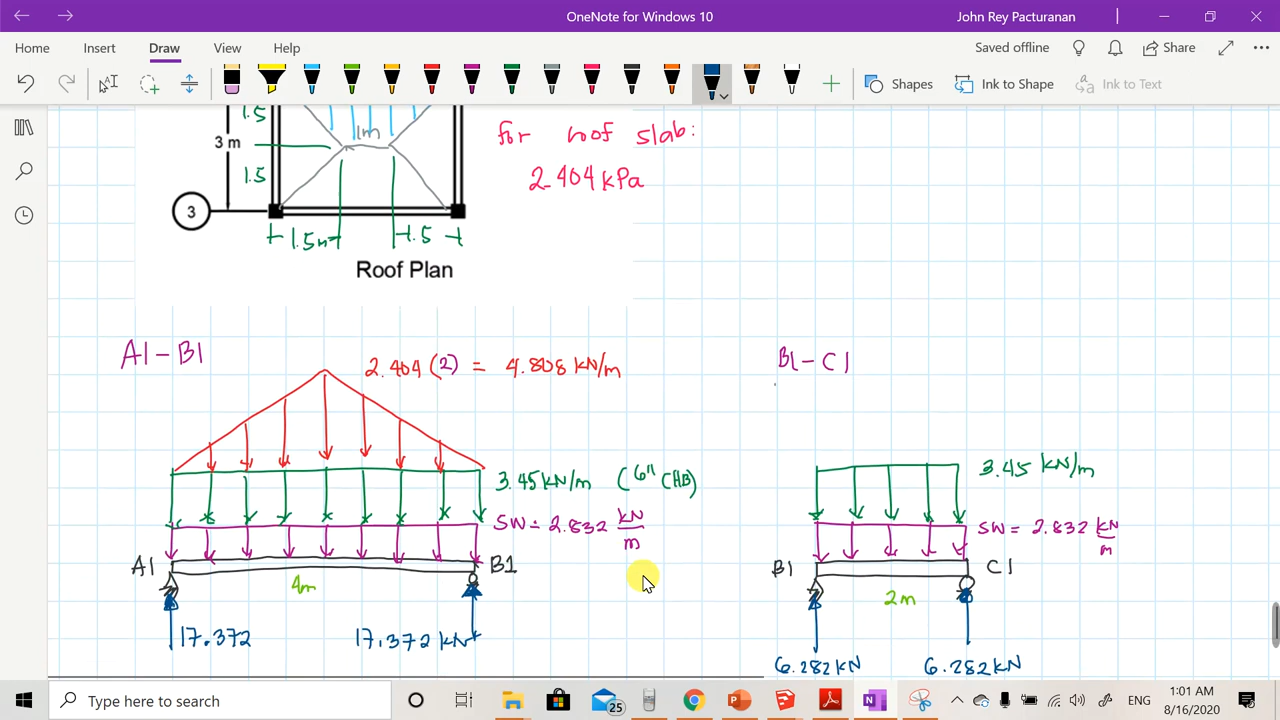 OneNote for Windows 10
John Rey Pacturanan
Home Insert Draw View Help
Saved offline
Share
Shapes
Ink to Shape
Ink to Text
1.5
3 m
1.5
3
1m
1.5m
1.5
Roof Plan
for roof slab:
2.404 kPa
A1-B1
2.404 (2) = 4.808 kN/m
3.45 kN/m (6" CHB)
SW = 2.832 kN/m
A1
B1
4m
17.372
17.372 kN
B1-C1
3.45 kN/m
SW = 2.832 kN/m
B1
C1
2m
6.282 kN
6.282 kN
Type here to search
25
ENG
1:01 AM
8/16/2020